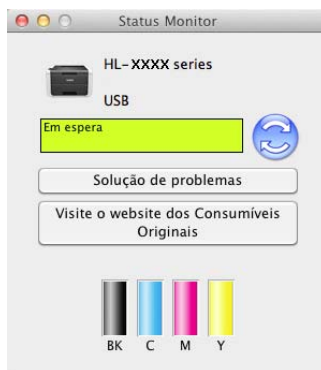 Status Monitor
HL-XXXX series
USB
Em espera
Solução de problemas
Visite o website dos Consumíveis
Originais
BK C M Y